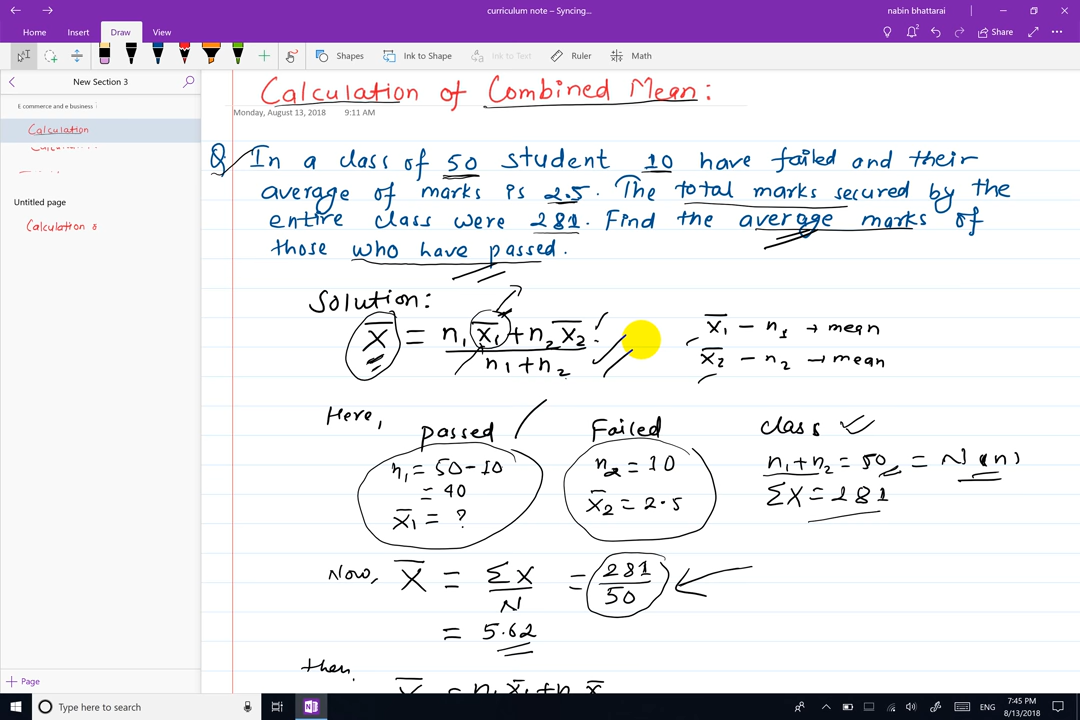 curriculum note - Syncing...
nabin bhattarai
Home
Insert
Draw
View
Share
Shapes
Ink to Shape
Ink to Text
Ruler
Math
New Section 3
E commerce and e business
Calculation
Untitled page
Calculation
Page
Calculation of Combined Mean:
Monday, August 13, 2018 9:11 AM
Q In a class of 50 student 10 have failed and their
average of marks is 2.5. The total marks secured by the
entire class were 281. Find the average marks of
those who have passed.
Solution:
X̅ = n₁ x̅₁ + n₂ x̅₂
n₁ + n₂
x̅₁ - n₁ → mean
x̅₂ - n₂ → mean
Here,
passed
n₁ = 50 - 10
= 40
x̅₁ = ?
Failed
n₂ = 10
x̅₂ = 2.5
class
n₁ + n₂ = 50 = N (n)
ΣX = 281
Now, X̅ = ΣX / N = 281 / 50
= 5.62
then,
Type here to search
ENG
7:45 PM
8/13/2018